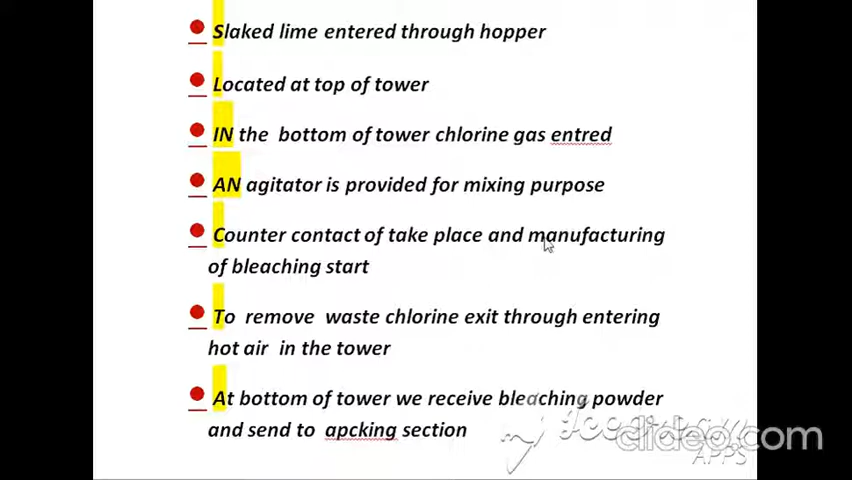 Slaked lime entered through hopper
Located at top of tower
IN the bottom of tower chlorine gas entred
AN agitator is provided for mixing purpose
Counter contact of take place and manufacturing
of bleaching start
To remove waste chlorine exit through entering
hot air in the tower
At bottom of tower we receive bleaching powder
and send to apcking section
clideo.com
APPS